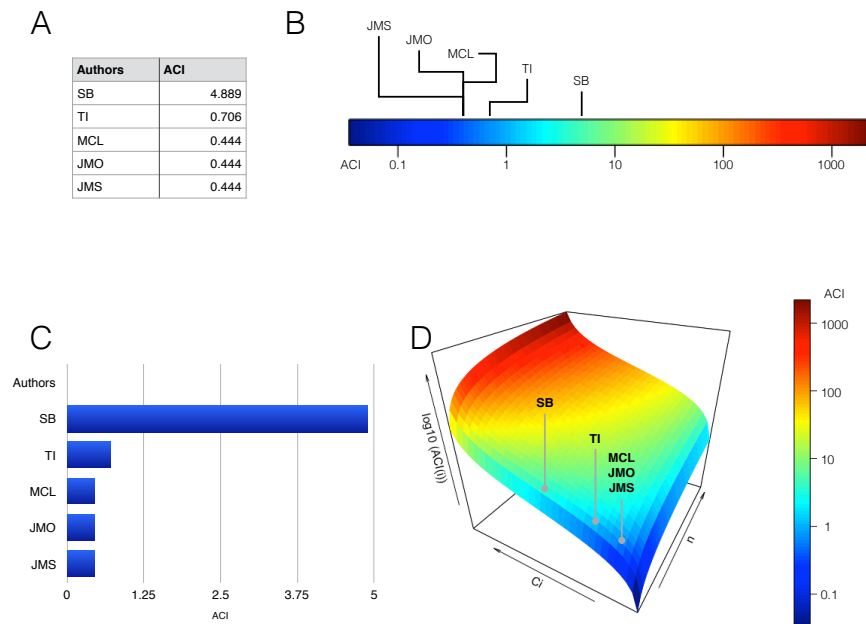 A
Authors ACI
SB 4.889
TI 0.706
MCL 0.444
JMO 0.444
JMS 0.444
B
JMS
JMO
MCL
TI
SB
ACI 0.1 1 10 100 1000
C
Authors
SB
TI
MCL
JMO
JMS
0 1.25 2.5 3.75 5
ACI
D
SB
TI
MCL
JMO
JMS
log10 (ACI(i))
Ci
n
ACI
1000
100
10
1
0.1